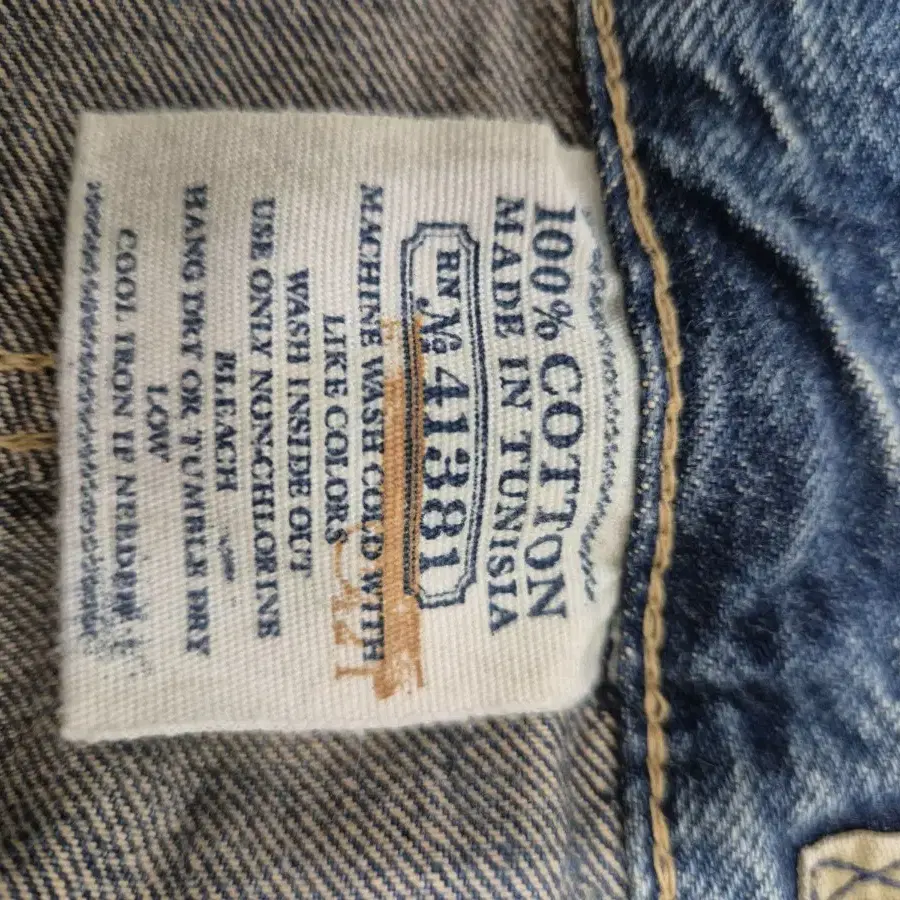 100% COTTON
MADE IN TUNISIA
RN № 41381
MACHINE WASH COLD WITH
LIKE COLORS
WASH INSIDE OUT
USE ONLY NON-CHLORINE
BLEACH
HANG DRY OR TUMBLE DRY
LOW
COOL IRON IF NEEDED